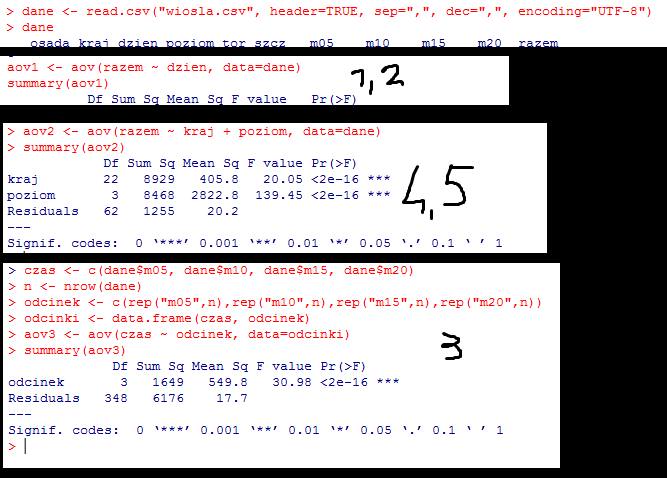 > dane <- read.csv("wiosla.csv", header=TRUE, sep=",", dec=",", encoding="UTF-8")
> dane
osada kraj dzien poziom tor szcz m05 m10 m15 m20 razem
aov1 <- aov(razem ~ dzien, data=dane)
summary(aov1)
1,2
Df Sum Sq Mean Sq F value Pr(>F)
> aov2 <- aov(razem ~ kraj + poziom, data=dane)
> summary(aov2)
Df Sum Sq Mean Sq F value Pr(>F)
kraj 22 8929 405.8 20.05 <2e-16 ***
poziom 3 8468 2822.8 139.45 <2e-16 ***
4,5
Residuals 62 1255 20.2
---
Signif. codes: 0 ‘***’ 0.001 ‘**’ 0.01 ‘*’ 0.05 ‘.’ 0.1 ‘ ’ 1
> czas <- c(dane$m05, dane$m10, dane$m15, dane$m20)
> n <- nrow(dane)
> odcinek <- c(rep("m05",n),rep("m10",n),rep("m15",n),rep("m20",n))
> odcinki <- data.frame(czas, odcinek)
> aov3 <- aov(czas ~ odcinek, data=odcinki)
> summary(aov3)
3
Df Sum Sq Mean Sq F value Pr(>F)
odcinek 3 1649 549.8 30.98 <2e-16 ***
Residuals 348 6176 17.7
---
Signif. codes: 0 ‘***’ 0.001 ‘**’ 0.01 ‘*’ 0.05 ‘.’ 0.1 ‘ ’ 1
> |